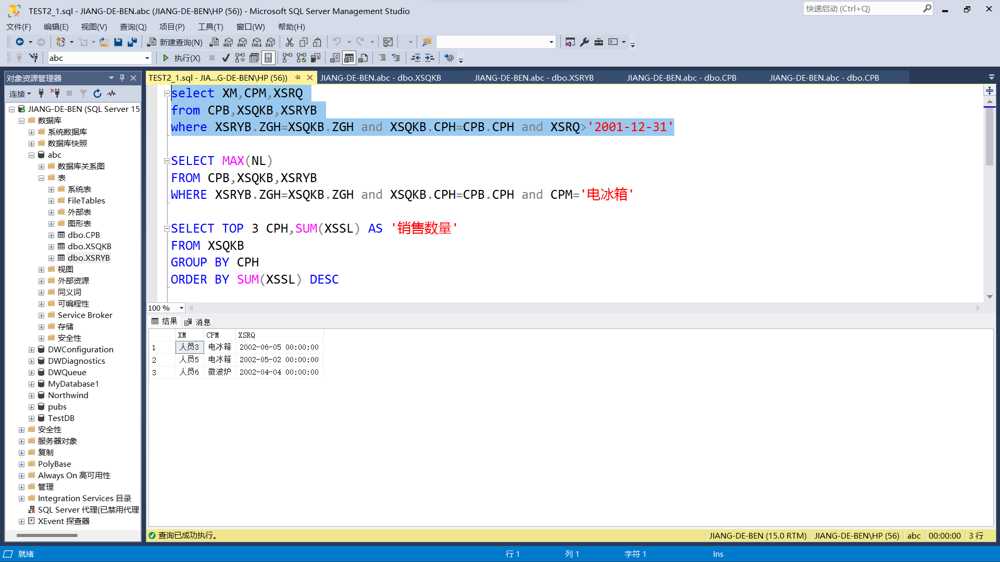 TEST2_1.sql - JIANG-DE-BEN.abc (JIANG-DE-BEN\HP (56)) - Microsoft SQL Server Management Studio
快速启动 (Ctrl+Q)
文件(F) 编辑(E) 视图(V) 查询(Q) 项目(P) 工具(T) 窗口(W) 帮助(H)
新建查询(N) MDX DMX XMLA DAX
abc 执行(X)
对象资源管理器
连接
JIANG-DE-BEN (SQL Server 15
数据库
系统数据库
数据库快照
abc
数据库关系图
表
系统表
FileTables
外部表
图形表
dbo.CPB
dbo.XSQKB
dbo.XSRYB
视图
外部资源
同义词
可编程性
Service Broker
存储
安全性
DWConfiguration
DWDiagnostics
DWQueue
MyDatabase1
Northwind
pubs
TestDB
安全性
服务器对象
复制
PolyBase
Always On 高可用性
管理
Integration Services 目录
SQL Server 代理(已禁用代理
XEvent 探查器
TEST2_1.sql - JIA...G-DE-BEN\HP (56)) JIANG-DE-BEN.abc - dbo.XSQKB JIANG-DE-BEN.abc - dbo.XSRYB JIANG-DE-BEN.abc - dbo.CPB JIANG-DE-BEN.abc - dbo.CPB
select XM,CPM,XSRQ
from CPB,XSQKB,XSRYB
where XSRYB.ZGH=XSQKB.ZGH and XSQKB.CPH=CPB.CPH and XSRQ>'2001-12-31'
SELECT MAX(NL)
FROM CPB,XSQKB,XSRYB
WHERE XSRYB.ZGH=XSQKB.ZGH and XSQKB.CPH=CPB.CPH and CPM='电冰箱'
SELECT TOP 3 CPH,SUM(XSSL) AS '销售数量'
FROM XSQKB
GROUP BY CPH
ORDER BY SUM(XSSL) DESC
100 %
结果 消息
XM CPM XSRQ
1 人员3 电冰箱 2002-06-05 00:00:00
2 人员5 电冰箱 2002-05-02 00:00:00
3 人员6 微波炉 2002-04-04 00:00:00
查询已成功执行。 JIANG-DE-BEN (15.0 RTM) JIANG-DE-BEN\HP (56) abc 00:00:00 3 行
就绪 行 1 列 1 字符 1 Ins